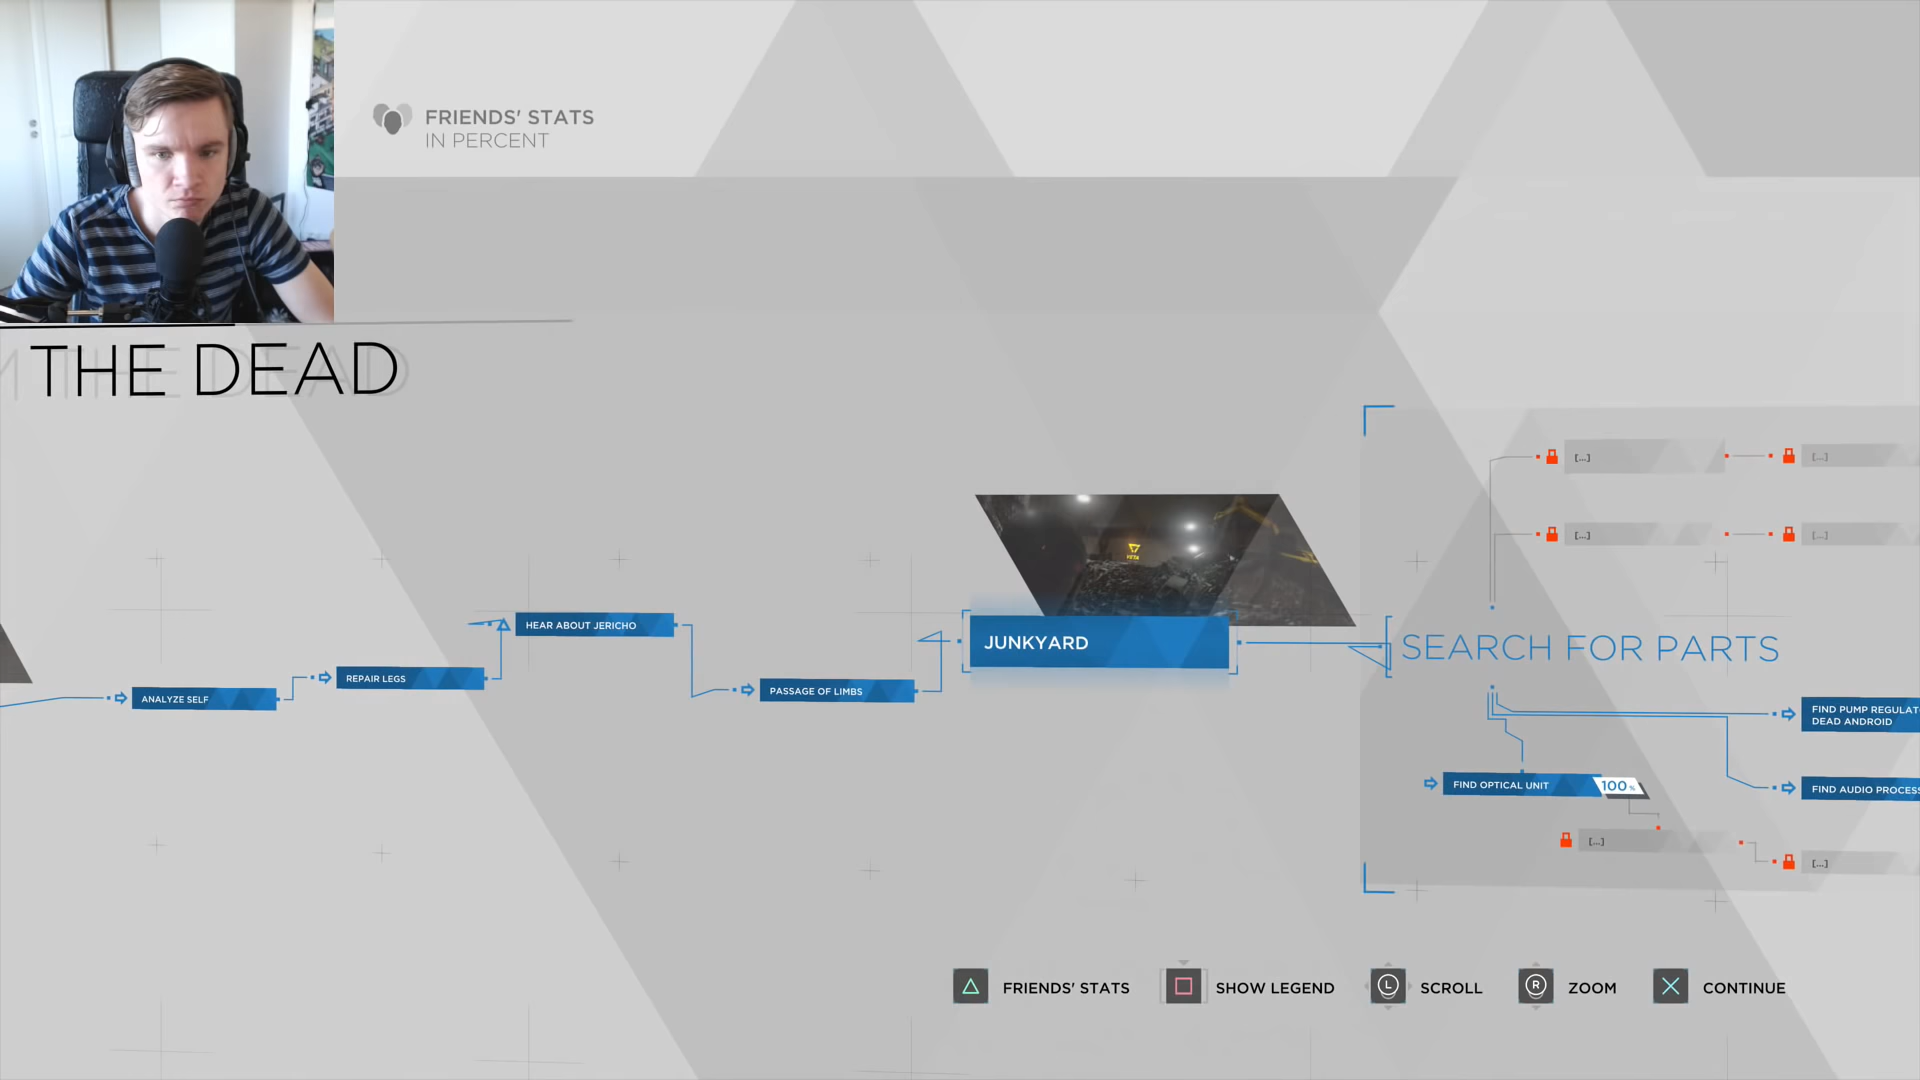 FRIENDS' STATS
IN PERCENT
THE DEAD
[...]
[...]
[...]
[...]
HEAR ABOUT JERICHO
JUNKYARD
SEARCH FOR PARTS
REPAIR LEGS
ANALYZE SELF
PASSAGE OF LIMBS
FIND PUMP REGULAT
DEAD ANDROID
FIND OPTICAL UNIT
100%
FIND AUDIO PROCESS
[...]
[...]
FRIENDS' STATS
SHOW LEGEND
L
SCROLL
R
ZOOM
CONTINUE